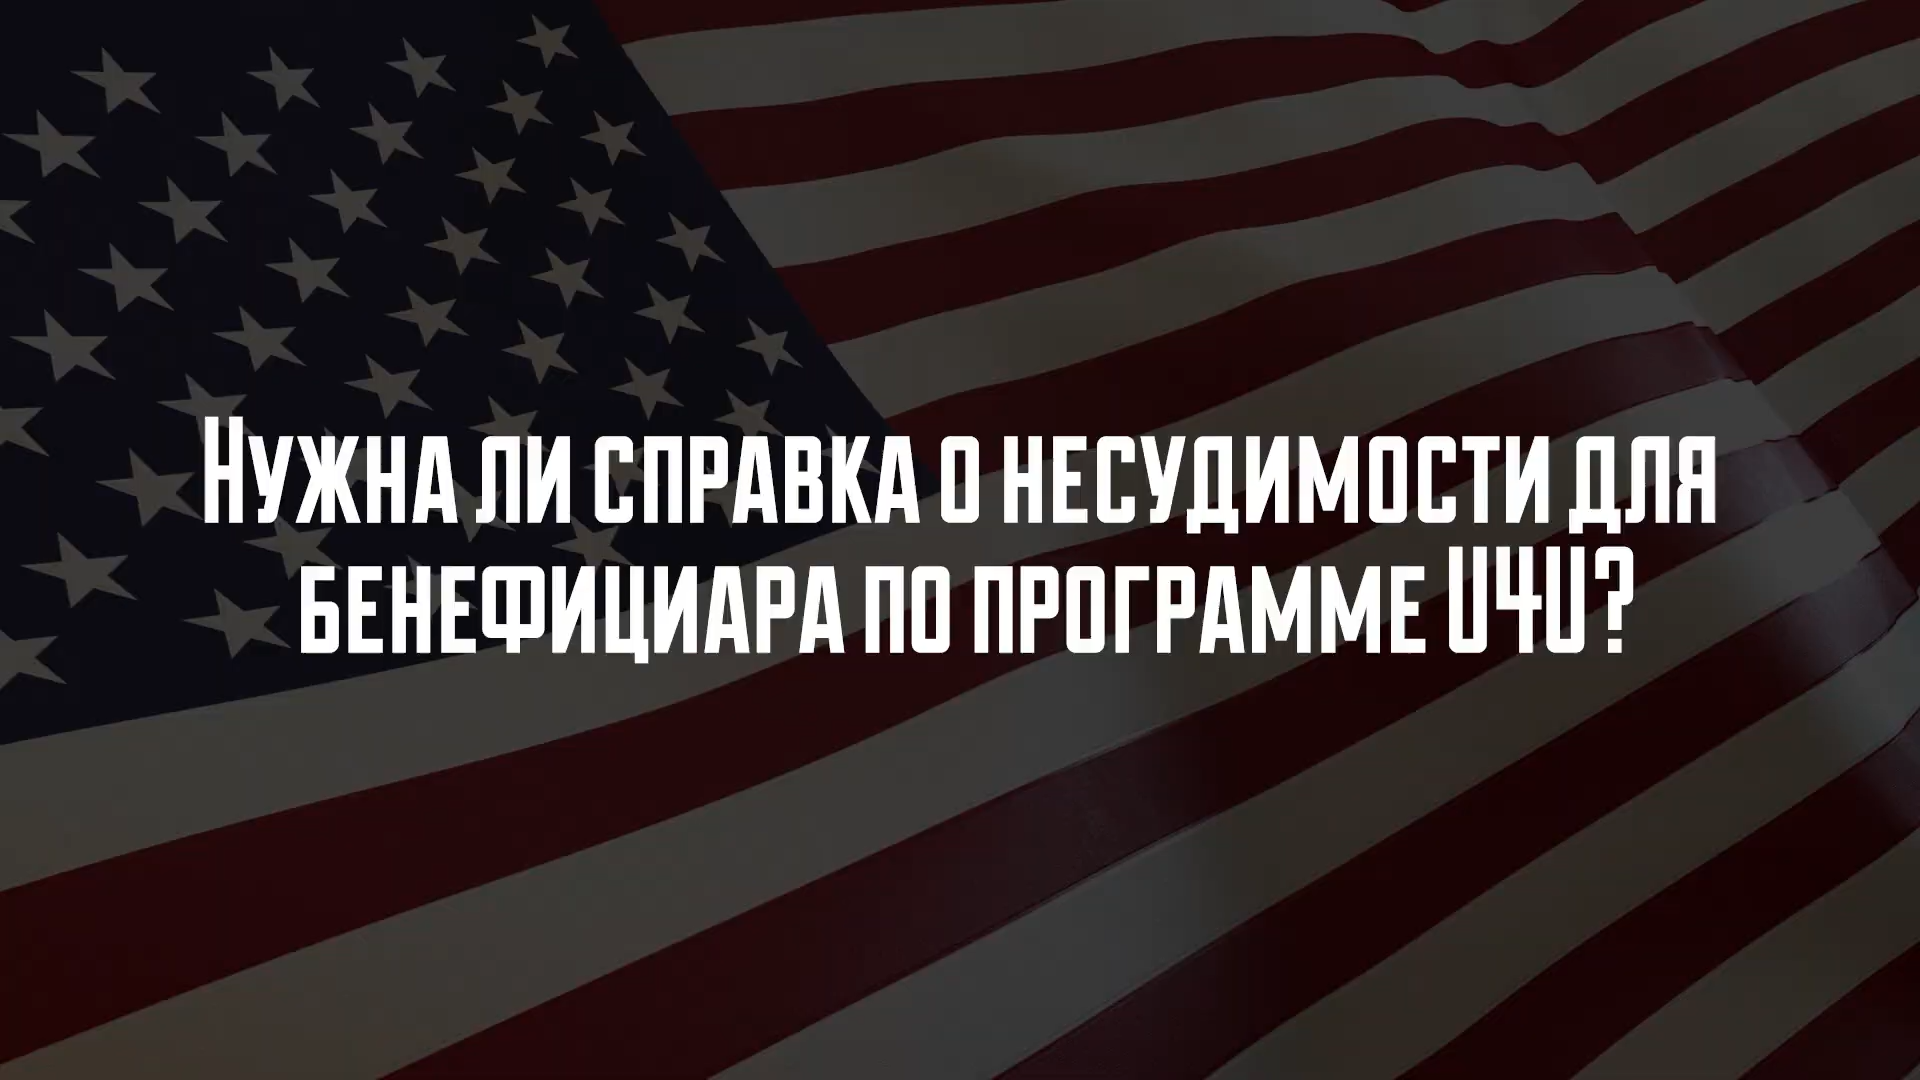 Нужна ли справка о несудимости для
бенефициара по программе U4U?